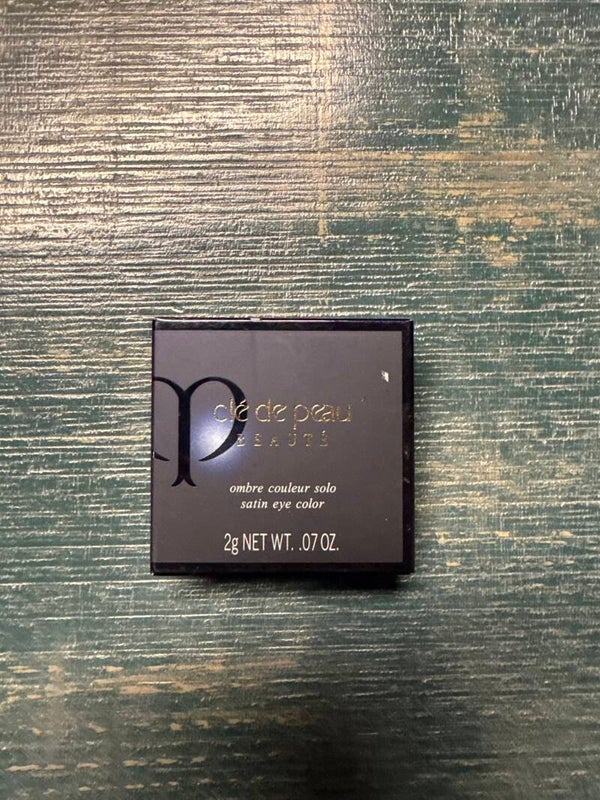 clé de peau
BEAUTÉ
ombre couleur solo
satin eye color
2g NET WT. .07 OZ.